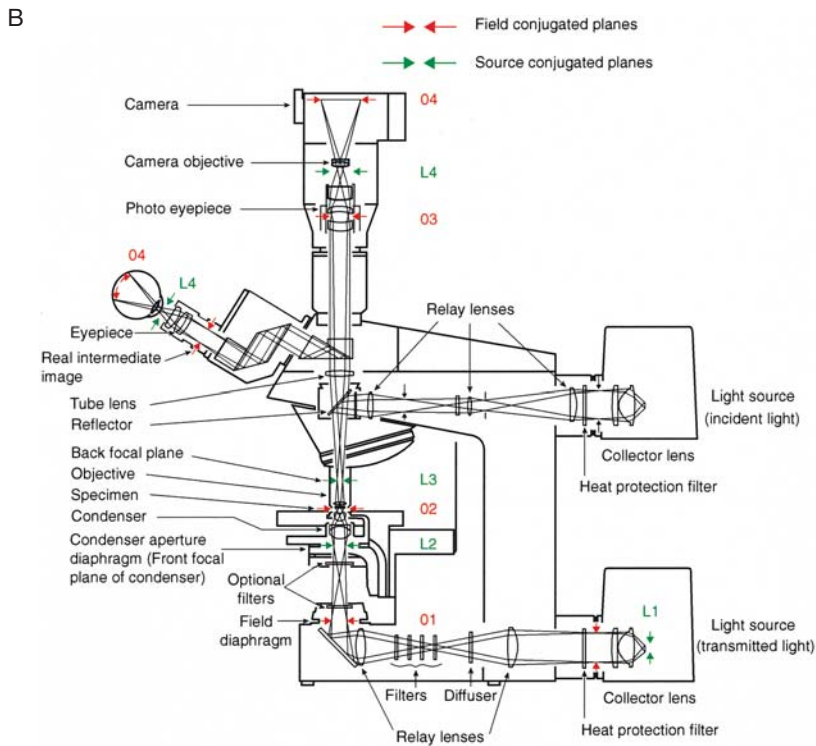 B
Field conjugated planes
Source conjugated planes
Camera
04
Camera objective
L4
Photo eyepiece
03
04
L4
Eyepiece
Real intermediate
image
Relay lenses
Tube lens
Reflector
Light source
(incident light)
Back focal plane
Collector lens
Objective
L3
Heat protection filter
Specimen
02
Condenser
Condenser aperture
diaphragm (Front focal
plane of condenser)
L2
Optional
filters
Field
diaphragm
01
L1
Light source
(transmitted light)
Filters
Diffuser
Collector lens
Relay lenses
Heat protection filter